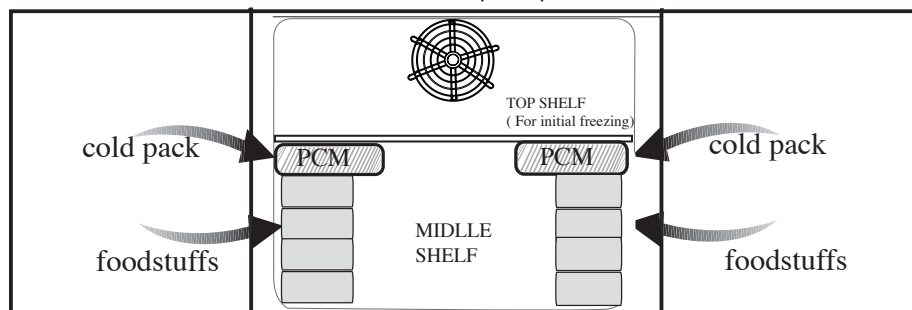 TOP SHELF
( For initial freezing)
cold pack
PCM
PCM
cold pack
MIDLLE
SHELF
foodstuffs
foodstuffs